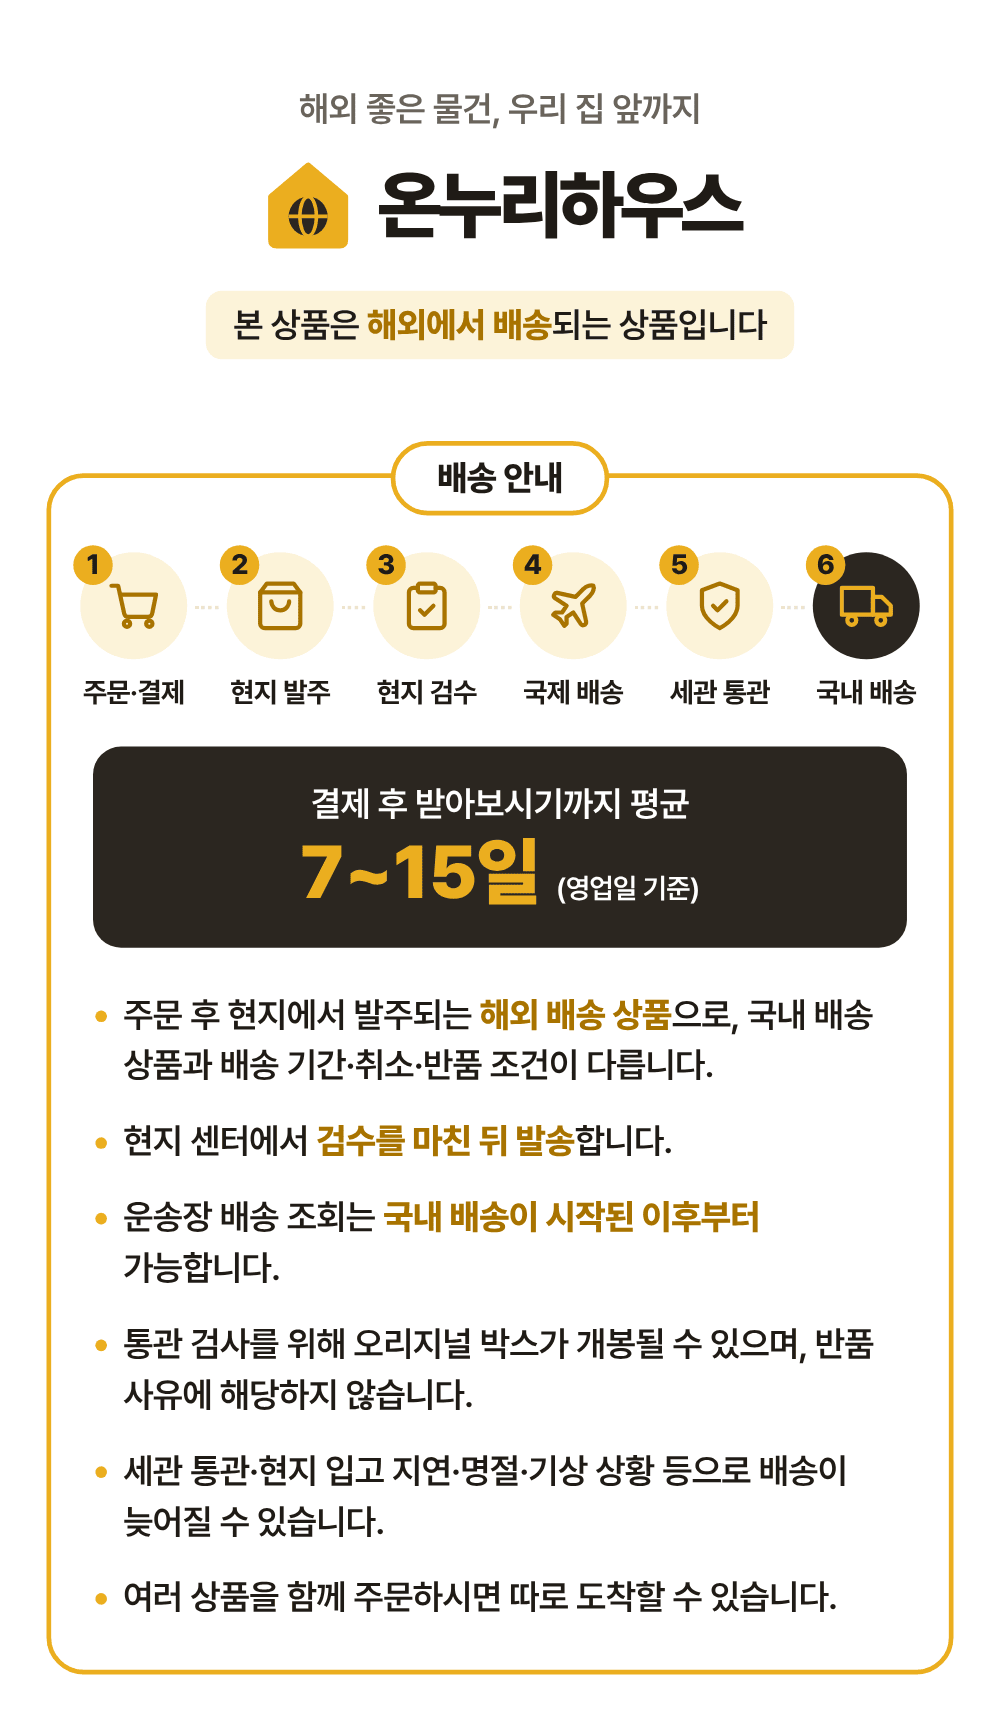 해외 좋은 물건, 우리 집 앞까지
온누리하우스
본 상품은 해외에서 배송되는 상품입니다
배송 안내
1 2 3 4 5 6
주문·결제 현지 발주 현지 검수 국제 배송 세관 통관 국내 배송
결제 후 받아보시기까지 평균
7~15일 (영업일 기준)
주문 후 현지에서 발주되는 해외 배송 상품으로, 국내 배송
상품과 배송 기간·취소·반품 조건이 다릅니다.
현지 센터에서 검수를 마친 뒤 발송합니다.
운송장 배송 조회는 국내 배송이 시작된 이후부터
가능합니다.
통관 검사를 위해 오리지널 박스가 개봉될 수 있으며, 반품
사유에 해당하지 않습니다.
세관 통관·현지 입고 지연·명절·기상 상황 등으로 배송이
늦어질 수 있습니다.
여러 상품을 함께 주문하시면 따로 도착할 수 있습니다.